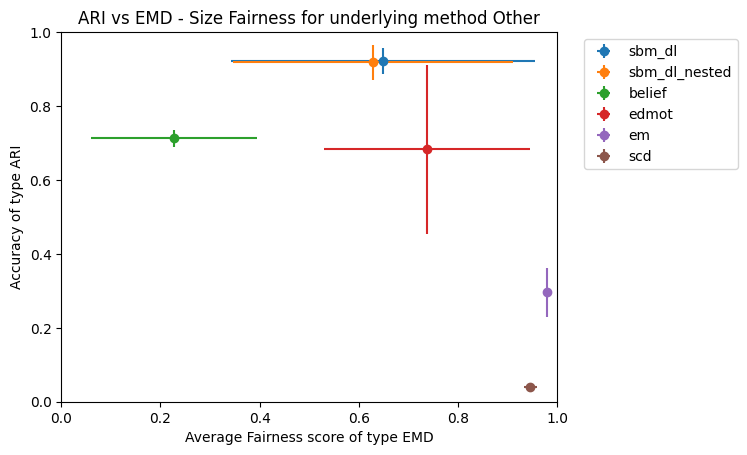 ARI vs EMD - Size Fairness for underlying method Other
Accuracy of type ARI
1.0
0.8
0.6
0.4
0.2
0.0
0.0 0.2 0.4 0.6 0.8 1.0
Average Fairness score of type EMD
sbm_dl
sbm_dl_nested
belief
edmot
em
scd